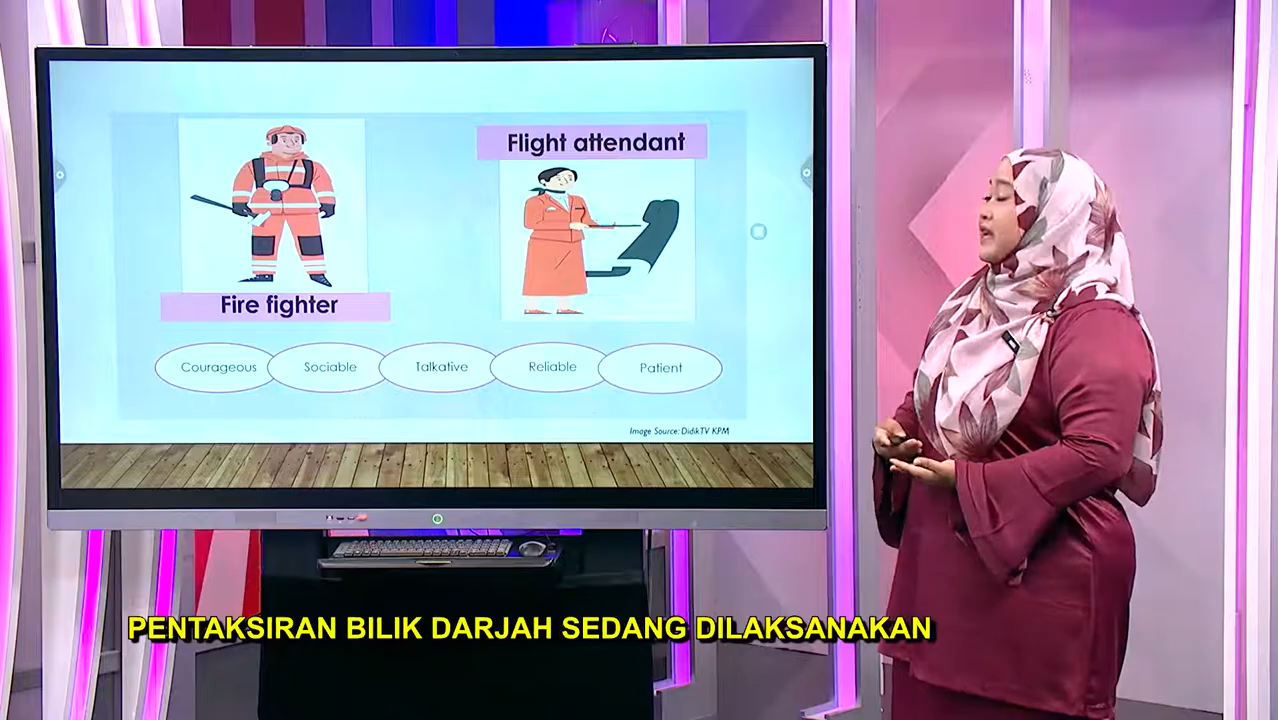 Flight attendant
Fire fighter
Courageous
Sociable
Talkative
Reliable
Patient
Image Source: DidikTV KPM
PENTAKSIRAN BILIK DARJAH SEDANG DILAKSANAKAN